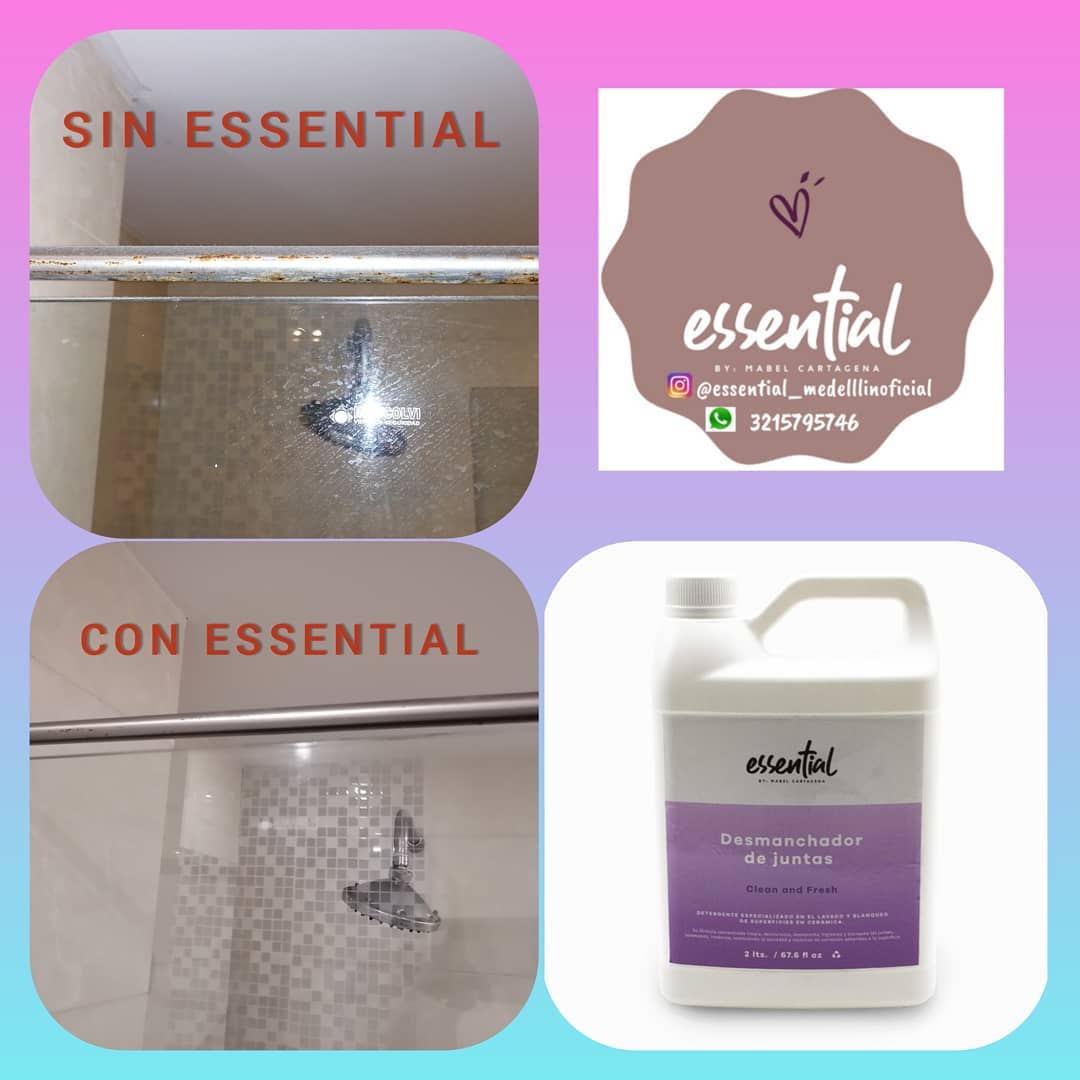 SIN ESSENTIAL
essential
BY: MABEL CARTAGENA
@essential_medelllinoficial
3215795746
CON ESSENTIAL
essential
BY: MABEL CARTAGENA
Desmanchador
de juntas
Clean and Fresh
DETERGENTE ESPECIALIZADO EN EL LAVADO Y BLANQUEO
DE SUPERFICIES EN CERAMICA.
2 lts. / 67.6 fl oz